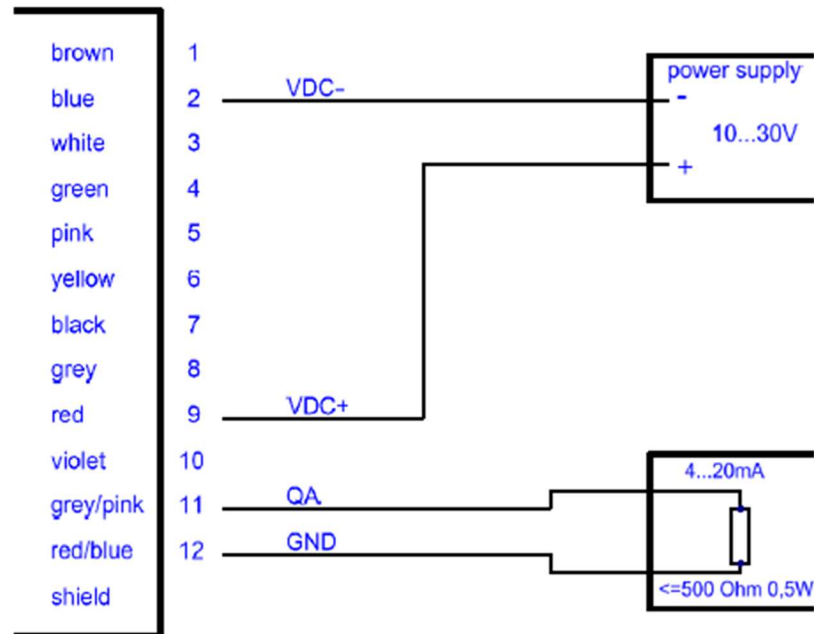 brown 1
blue 2 VDC-
white 3
green 4
pink 5
yellow 6
black 7
grey 8
red 9 VDC+
violet 10
grey/pink 11 QA
red/blue 12 GND
shield
power supply
-
10...30V
+
4...20mA
<=500 Ohm 0,5W